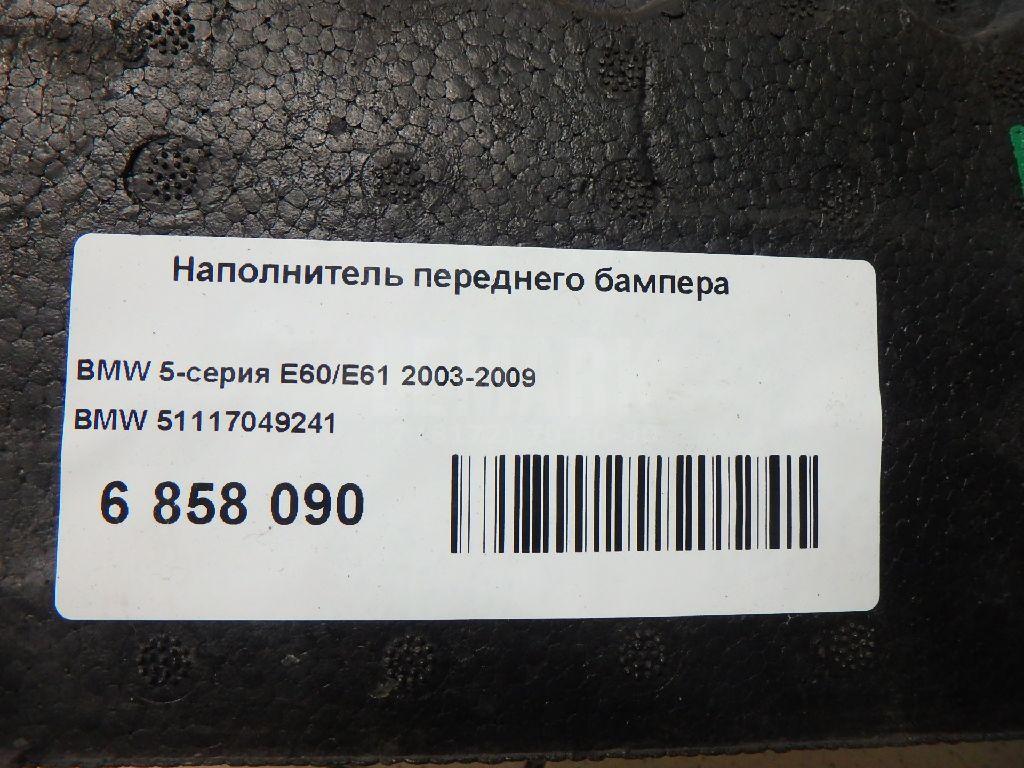 Наполнитель переднего бампера
BMW 5-серия E60/E61 2003-2009
BMW 51117049241
6 858 090